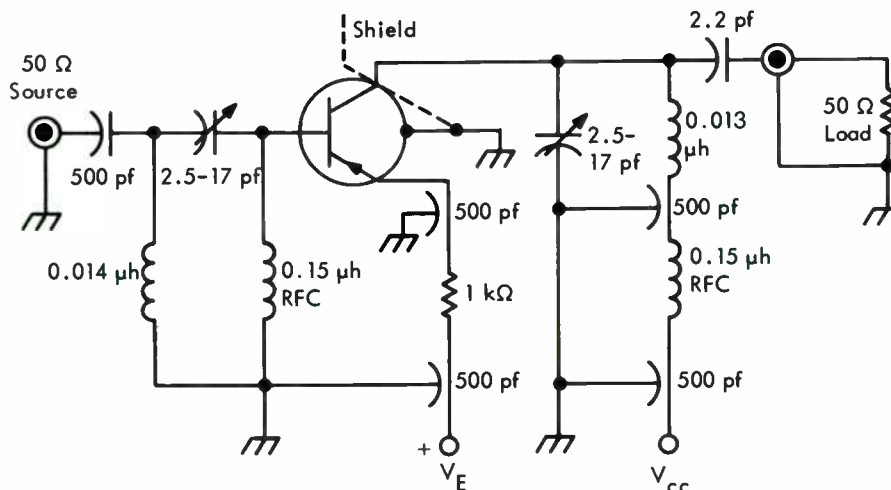 Shield
2.2 pf
50 Ω
Source
50 Ω
Load
500 pf
2.5-17 pf
2.5-
17 pf
0.013
μh
500 pf
500 pf
0.014 μh
0.15 μh
RFC
1 kΩ
0.15 μh
RFC
500 pf
500 pf
+
V_E
V_CC